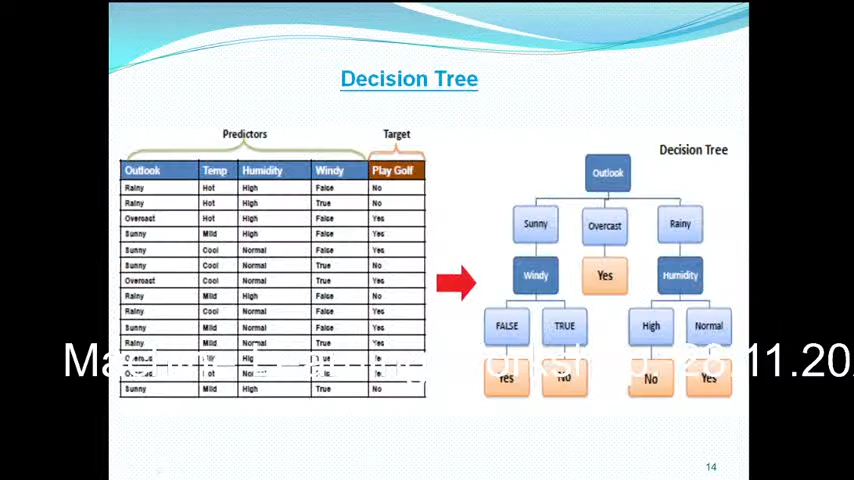 Decision Tree
Predictors Target
Outlook Temp Humidity Windy Play Golf
Rainy Hot High False No
Rainy Hot High True No
Overcast Hot High False Yes
Sunny Mild High False Yes
Sunny Cool Normal False Yes
Sunny Cool Normal True No
Overcast Cool Normal True Yes
Rainy Mild High False No
Rainy Cool Normal False Yes
Sunny Mild Normal False Yes
Rainy Mild Normal True Yes
High
Hot
Sunny Mild High True No
Decision Tree
Outlook
Sunny Overcast Rainy
Windy Yes Humidity
FALSE TRUE High Normal
Yes No No Yes
28.11.20
14